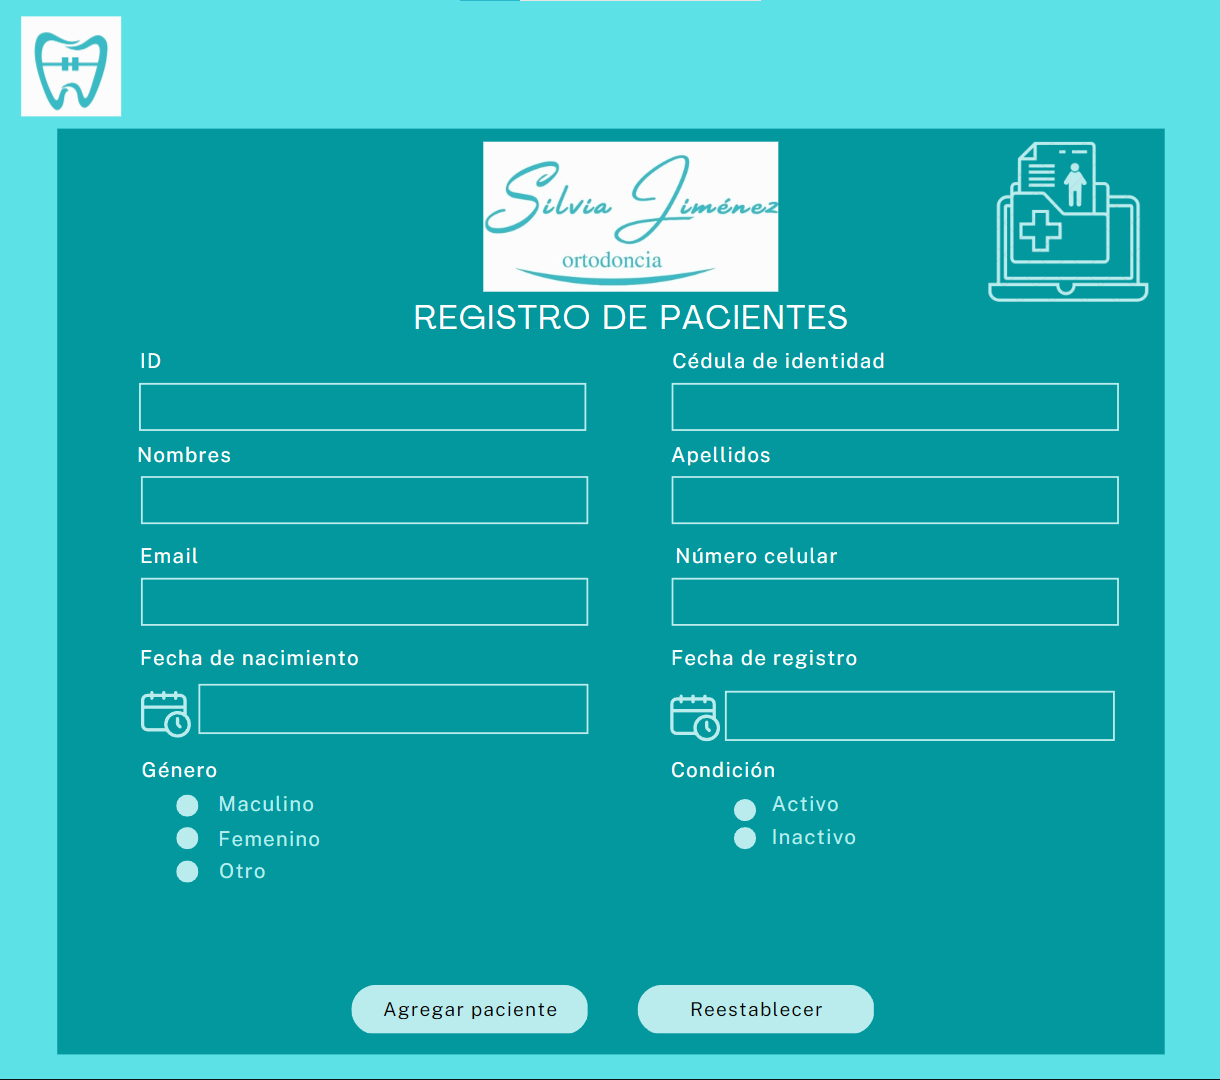 Silvia Jiménez
ortodoncia
REGISTRO DE PACIENTES
ID
Cédula de identidad
Nombres
Apellidos
Email
Número celular
Fecha de nacimiento
Fecha de registro
Género
Condición
Maculino
Activo
Femenino
Inactivo
Otro
Agregar paciente
Reestablecer